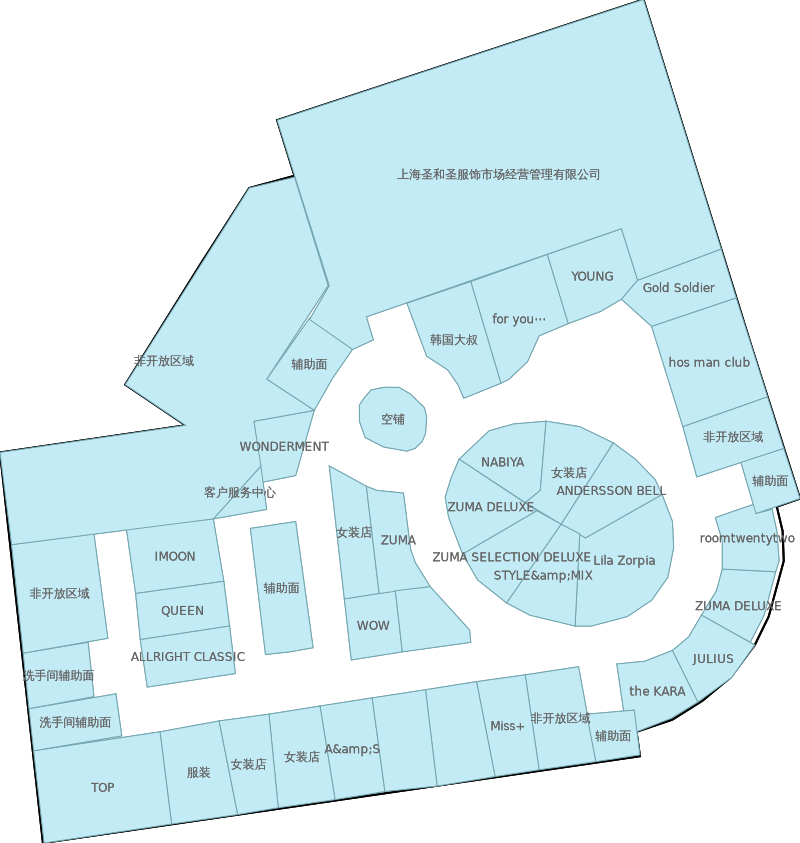 上海圣和圣服饰市场经营管理有限公司
YOUNG
Gold Soldier
for you…
韩国大叔
非开放区域
辅助面
hos man club
空铺
非开放区域
WONDERMENT
NABIYA
女装店
辅助面
客户服务中心
ANDERSSON BELL
ZUMA DELUXE
女装店
ZUMA
roomtwentytwo
IMOON
ZUMA SELECTION DELUXE
Lila Zorpia
STYLE&amp;MIX
辅助面
非开放区域
QUEEN
ZUMA DELUXE
WOW
ALLRIGHT CLASSIC
JULIUS
洗手间辅助面
the KARA
洗手间辅助面
非开放区域
Miss+
辅助面
A&amp;S
女装店
女装店
服装
TOP